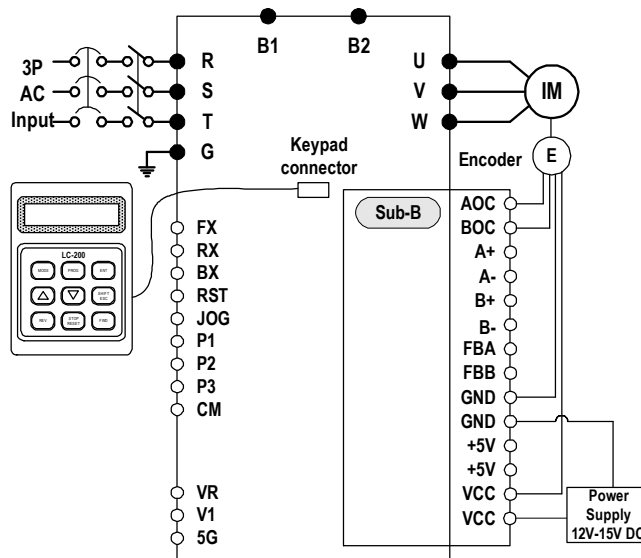 B1 B2
3P
AC
Input
R
S
T
G
U
V
W
IM
Encoder
E
Keypad
connector
LC-200
MODE PROG ENT
SHIFT
ESC
REV STOP
RESET FWD
FX
RX
BX
RST
JOG
P1
P2
P3
CM
VR
V1
5G
Sub-B
AOC
BOC
A+
A-
B+
B-
FBA
FBB
GND
GND
+5V
+5V
VCC
VCC
Power
Supply
12V-15V DC